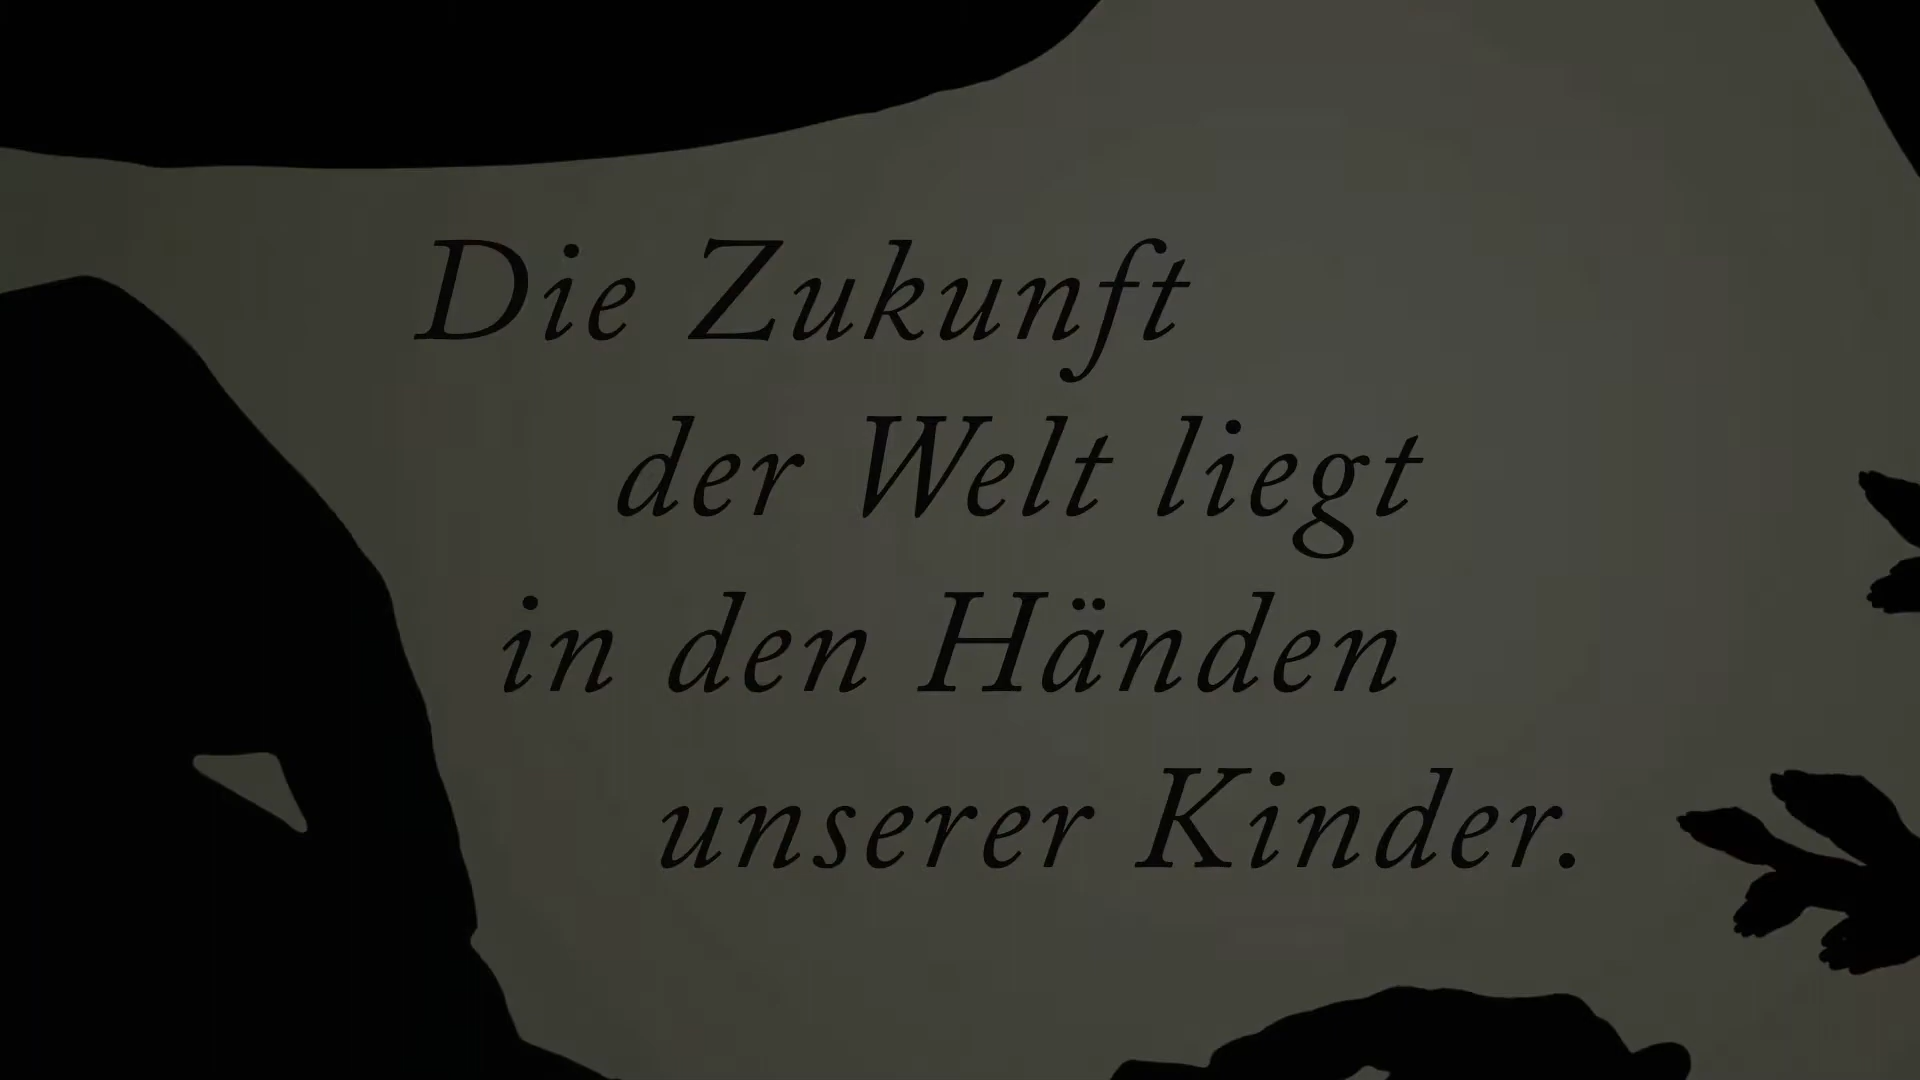 Die Zukunft
der Welt liegt
in den Händen
unserer Kinder.